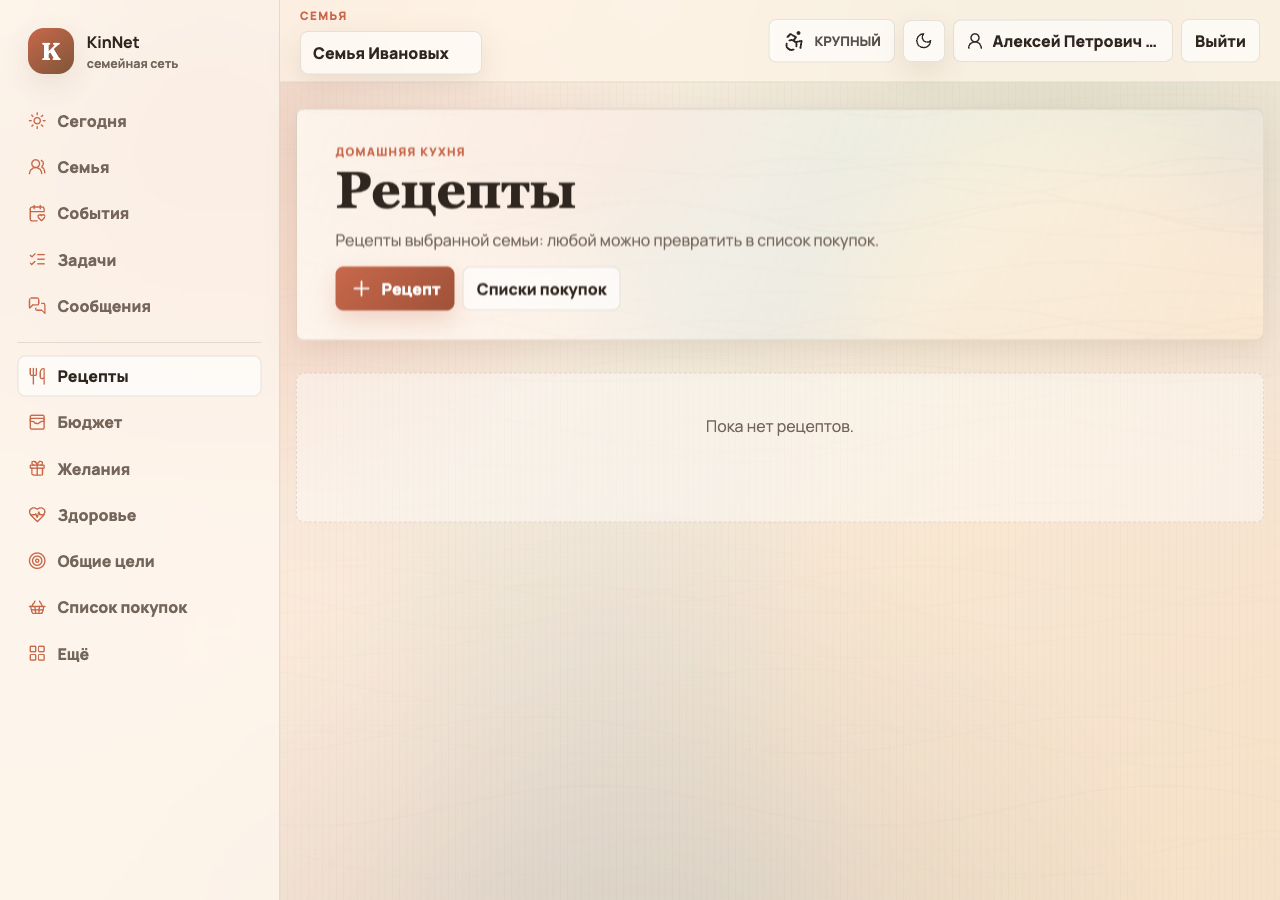 K
KinNet
семейная сеть
Сегодня
Семья
События
Задачи
Сообщения
Рецепты
Бюджет
Желания
Здоровье
Общие цели
Список покупок
Ещё
СЕМЬЯ
Семья Ивановых
КРУПНЫЙ
Алексей Петрович ...
Выйти
ДОМАШНЯЯ КУХНЯ
Рецепты
Рецепты выбранной семьи: любой можно превратить в список покупок.
Рецепт
Списки покупок
Пока нет рецептов.